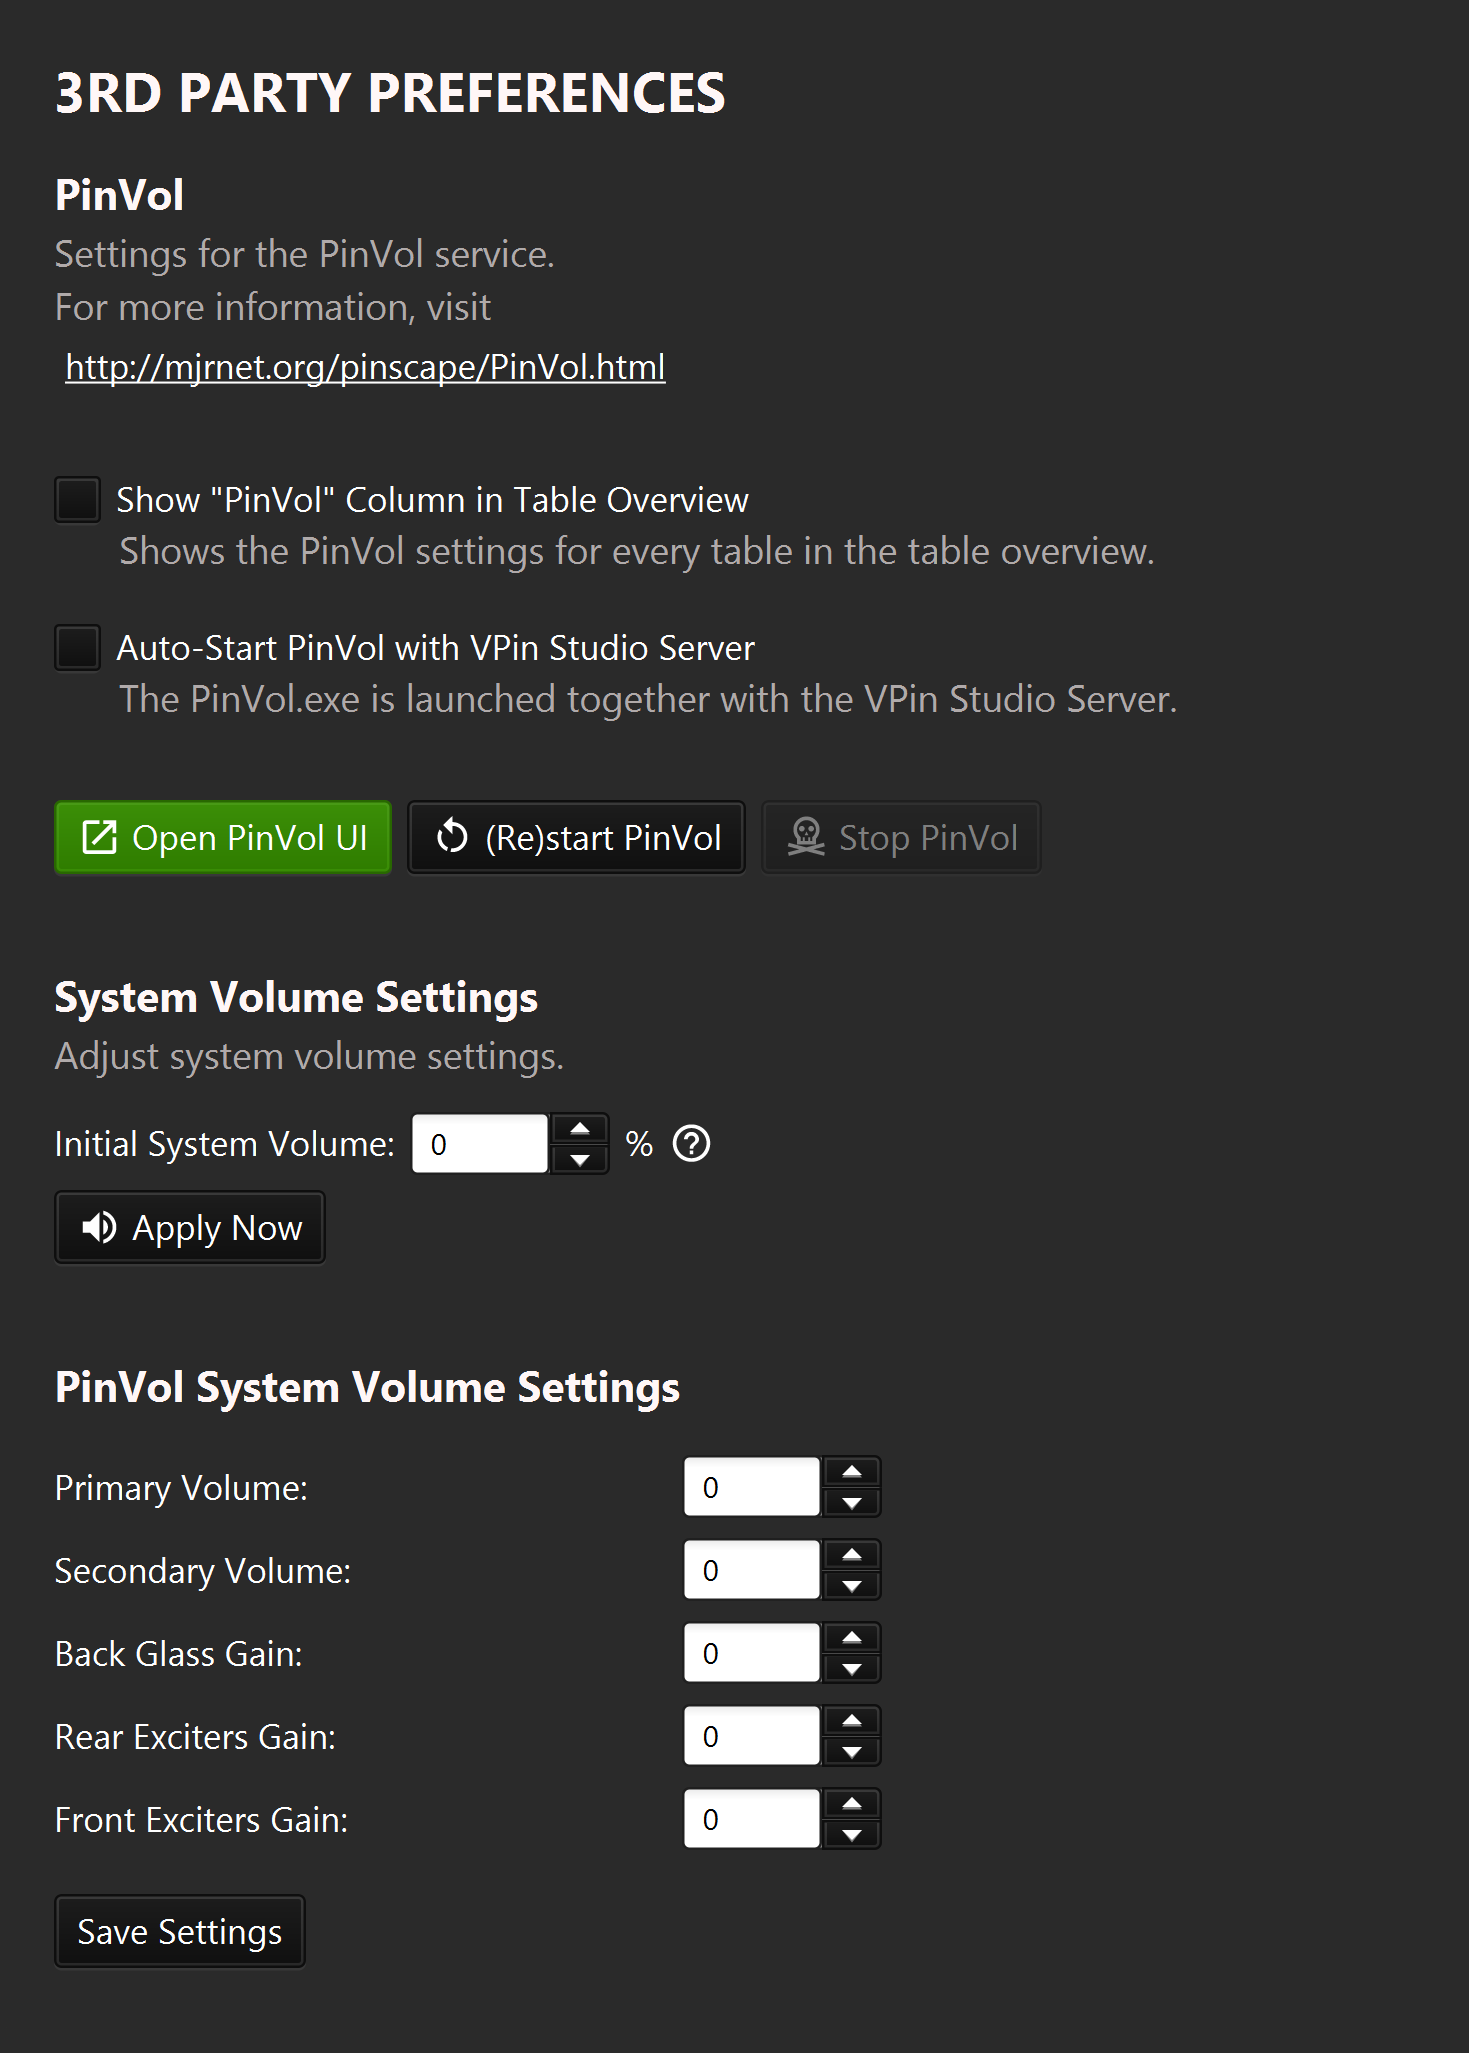 3RD PARTY PREFERENCES
PinVol
Settings for the PinVol service.
For more information, visit
http://mjrnet.org/pinscape/PinVol.html
Show "PinVol" Column in Table Overview
Shows the PinVol settings for every table in the table overview.
Auto-Start PinVol with VPin Studio Server
The PinVol.exe is launched together with the VPin Studio Server.
Open PinVol UI (Re)start PinVol Stop PinVol
System Volume Settings
Adjust system volume settings.
Initial System Volume: 0 % ?
Apply Now
PinVol System Volume Settings
Primary Volume: 0
Secondary Volume: 0
Back Glass Gain: 0
Rear Exciters Gain: 0
Front Exciters Gain: 0
Save Settings